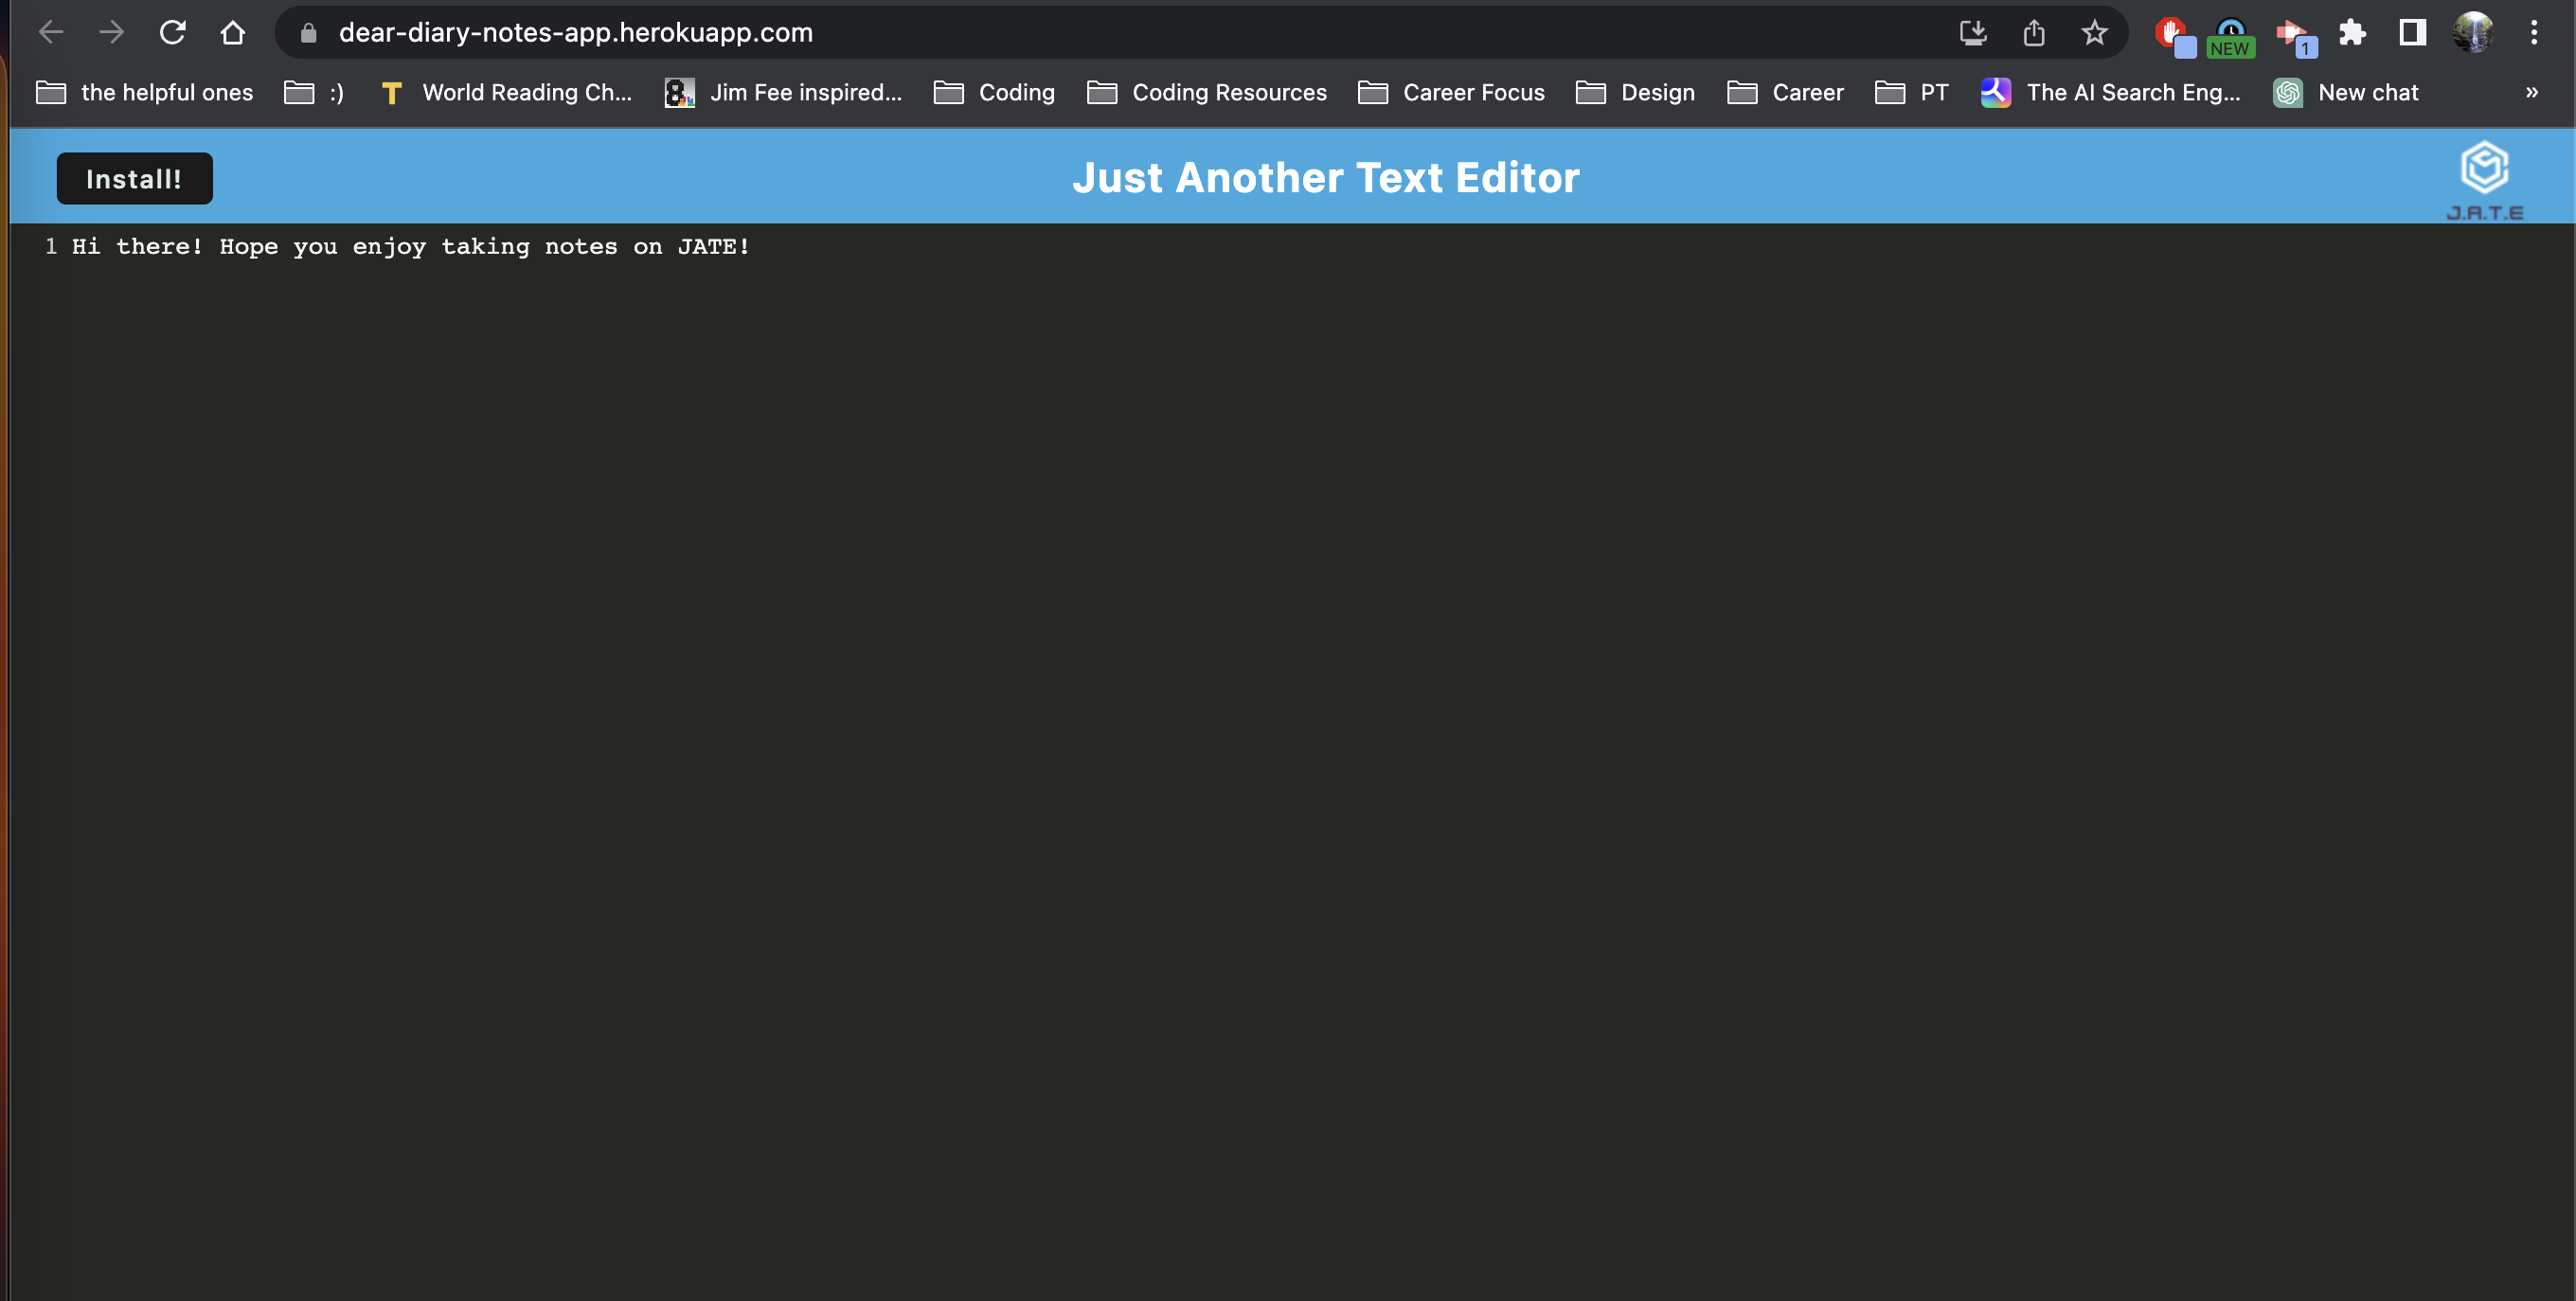 dear-diary-notes-app.herokuapp.com
NEW
1
the helpful ones
:)
T
World Reading Ch...
Jim Fee inspired...
Coding
Coding Resources
Career Focus
Design
Career
PT
The AI Search Eng...
New chat
»
Install!
Just Another Text Editor
J.A.T.E
1 Hi there! Hope you enjoy taking notes on JATE!